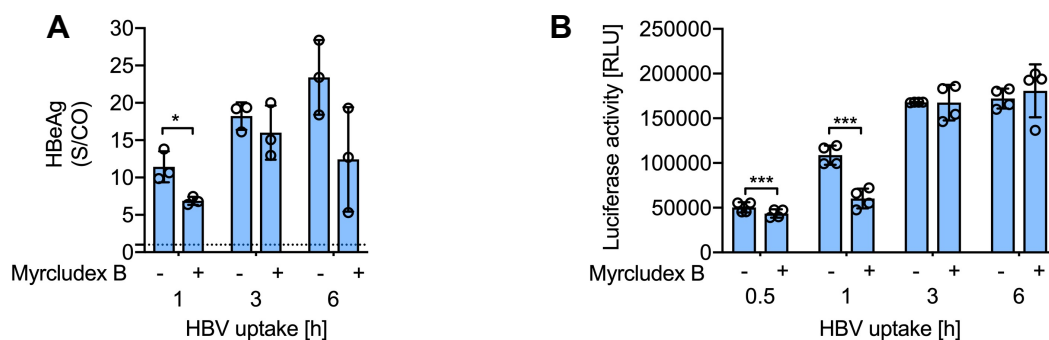 A
HBeAg
(S/CO)
30
25
20
15
10
5
0
*
Myrcludex B - + - + - +
1 3 6
HBV uptake [h]
B
Luciferase activity [RLU]
250000
200000
150000
100000
50000
0
*** ***
Myrcludex B - + - + - + - +
0.5 1 3 6
HBV uptake [h]